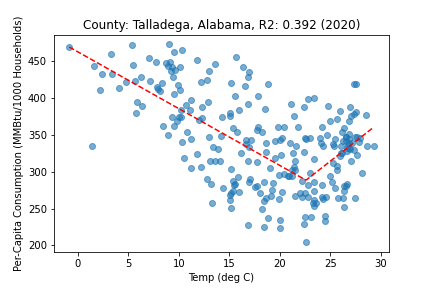 County: Talladega, Alabama, R2: 0.392 (2020)
Per-Capita Consumption (MMBtu/1000 Households)
450
400
350
300
250
200
0 5 10 15 20 25 30
Temp (deg C)